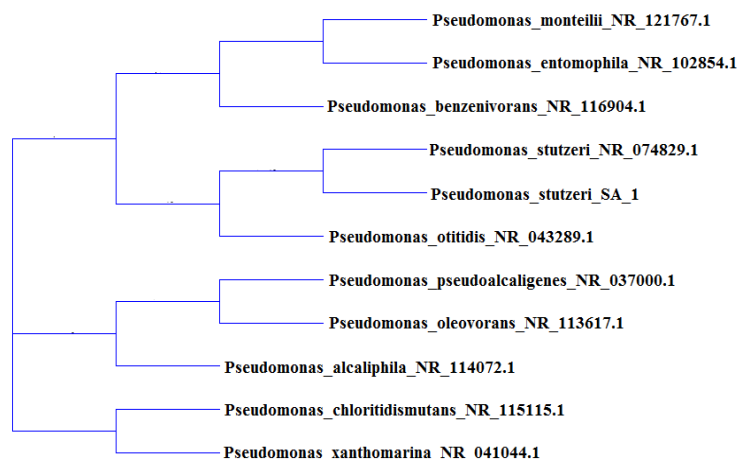 Pseudomonas_monteilii_NR_121767.1
Pseudomonas_entomophila_NR_102854.1
Pseudomonas_benzenivorans_NR_116904.1
Pseudomonas_stutzeri_NR_074829.1
Pseudomonas_stutzeri_SA_1
Pseudomonas_otitidis_NR_043289.1
Pseudomonas_pseudoalcaligenes_NR_037000.1
Pseudomonas_oleovorans_NR_113617.1
Pseudomonas_alcaliphila_NR_114072.1
Pseudomonas_chloritidismutans_NR_115115.1
Pseudomonas_xanthomarina_NR_041044.1